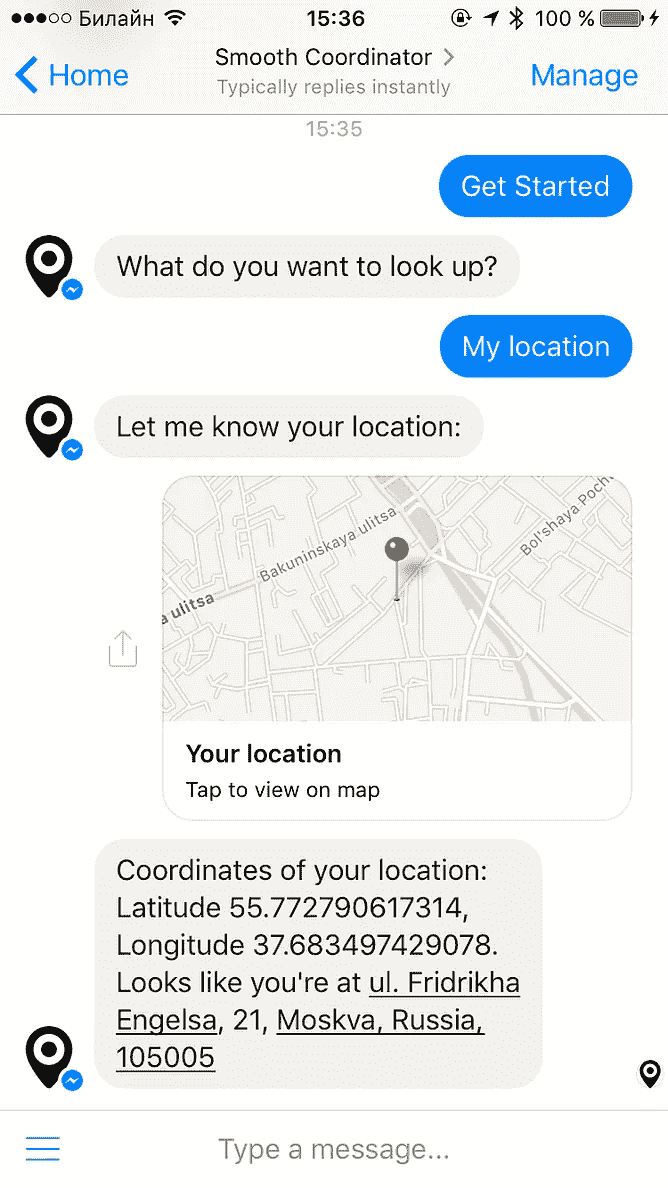 Билайн 15:36 100 %
Home Smooth Coordinator Manage
Typically replies instantly
15:35
Get Started
What do you want to look up?
My location
Let me know your location:
Bakuninskaya ulitsa
Bol'shaya Poch
a ulitsa
Your location
Tap to view on map
Coordinates of your location:
Latitude 55.772790617314,
Longitude 37.683497429078.
Looks like you're at ul. Fridrikha
Engelsa, 21, Moskva, Russia,
105005
Type a message...